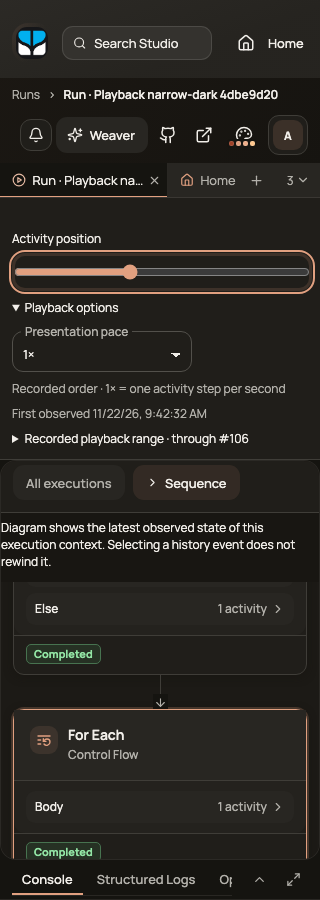 Search Studio
Home
Runs > Run · Playback narrow-dark 4dbe9d20
Weaver
A
Run · Playback na... ×
Home
+
3
Activity position
▼ Playback options
Presentation pace
1×
Recorded order · 1× = one activity step per second
First observed 11/22/26, 9:42:32 AM
▶ Recorded playback range · through #106
All executions
> Sequence
Diagram shows the latest observed state of this
execution context. Selecting a history event does not
rewind it.
Else
1 activity >
Completed
For Each
Control Flow
Body
1 activity >
Completed
Console
Structured Logs